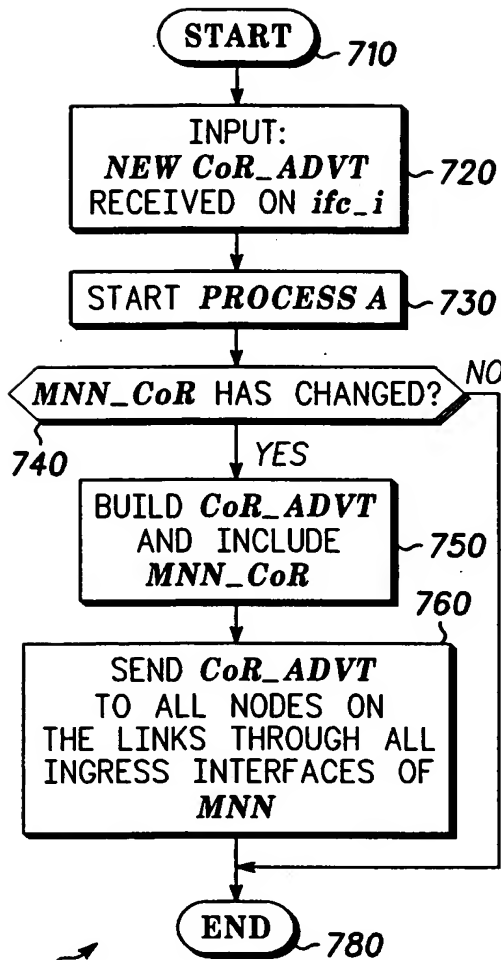 START
710
INPUT:
NEW CoR_ADVT
RECEIVED ON ifc_i
720
START PROCESS A
730
MNN_CoR HAS CHANGED?
NO
740
YES
BUILD CoR_ADVT
AND INCLUDE
MNN_CoR
750
760
SEND CoR_ADVT
TO ALL NODES ON
THE LINKS THROUGH ALL
INGRESS INTERFACES OF
MNN
END
780